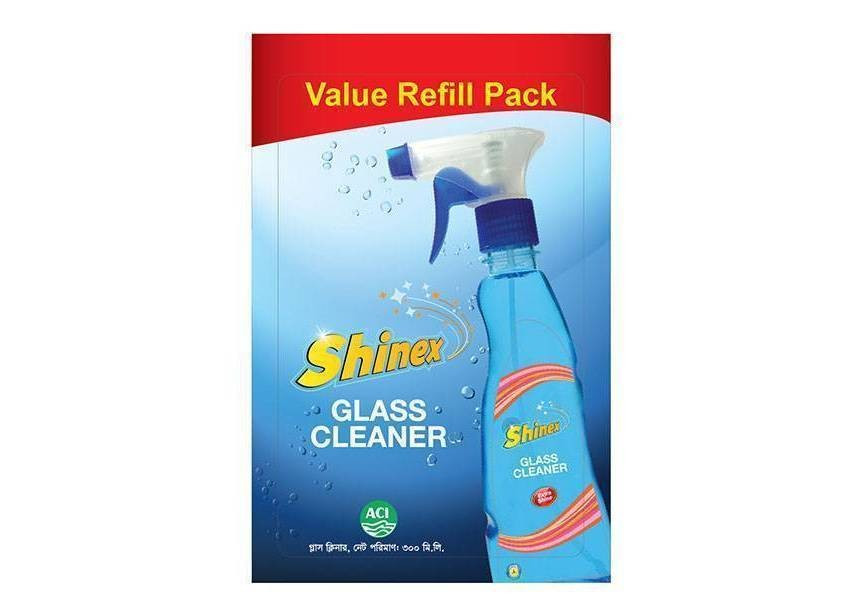 Value Refill Pack
Shinex
GLASS
CLEANER
Shinex
GLASS
CLEANER
Extra
Shine
ACI
গ্লাস ক্লিনার, নেট পরিমাণ: ৩০০ মি.লি.